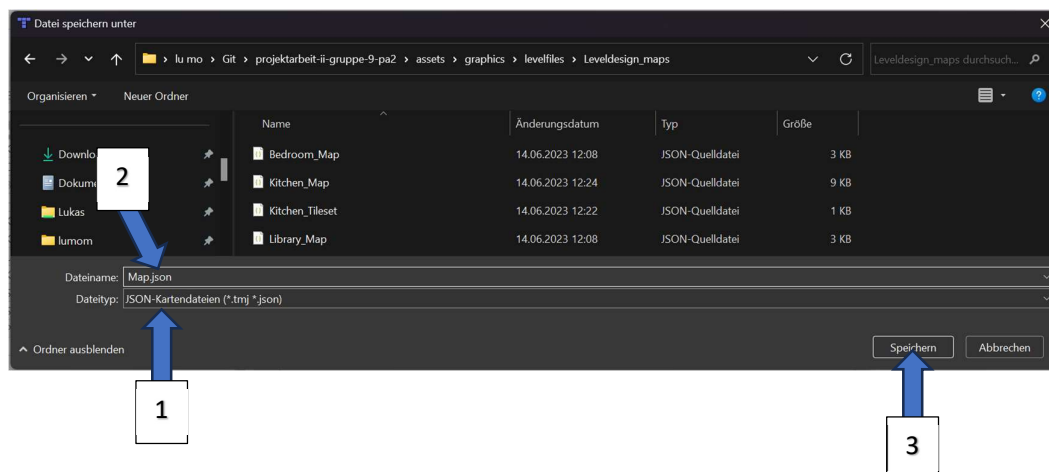 Datei speichern unter
lu mo > Git > projektarbeit-ii-gruppe-9-pa2 > assets > graphics > levelfiles > Leveldesign_maps
Leveldesign_maps durchsuch...
Organisieren Neuer Ordner
Name Änderungsdatum Typ Größe
Downlo
Bedroom_Map 14.06.2023 12:08 JSON-Quelldatei 3 KB
Dokume
Kitchen_Map 14.06.2023 12:24 JSON-Quelldatei 9 KB
Lukas
Kitchen_Tileset 14.06.2023 12:22 JSON-Quelldatei 1 KB
lumom
Library_Map 14.06.2023 12:08 JSON-Quelldatei 3 KB
2
Dateiname: Map.json
Dateityp: JSON-Kartendateien (*.tmj *.json)
Ordner ausblenden
Speichern Abbrechen
1
3